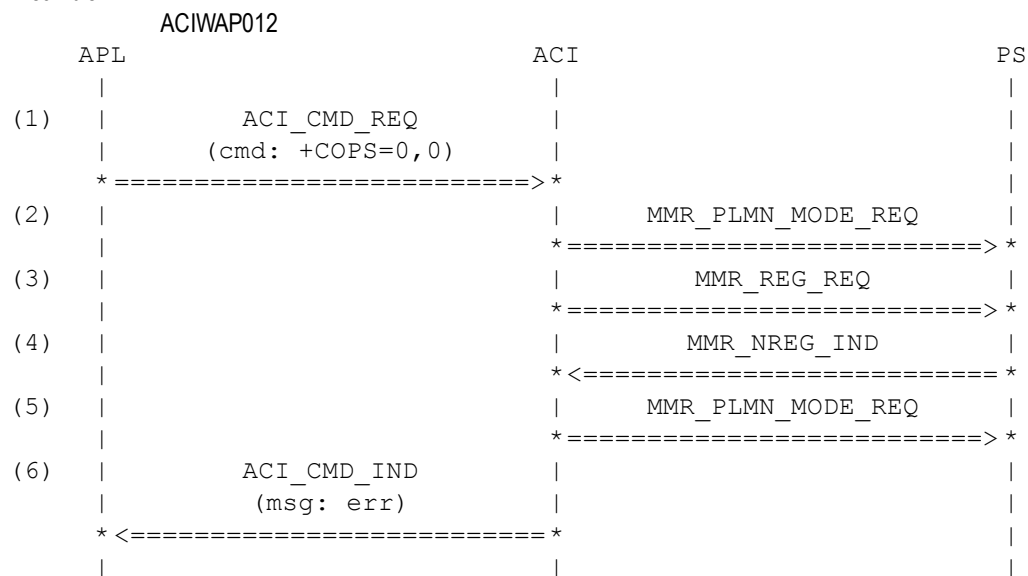 ACIWAP012
APL ACI PS
| | |
(1) | ACI_CMD_REQ | |
| (cmd: +COPS=0,0) | |
*==========================>* |
(2) | | MMR_PLMN_MODE_REQ |
| *==========================>*
(3) | | MMR_REG_REQ |
| *==========================>*
(4) | | MMR_NREG_IND |
| *<==========================*
(5) | | MMR_PLMN_MODE_REQ |
| *==========================>*
(6) | ACI_CMD_IND | |
| (msg: err) | |
*<==========================* |
| | |